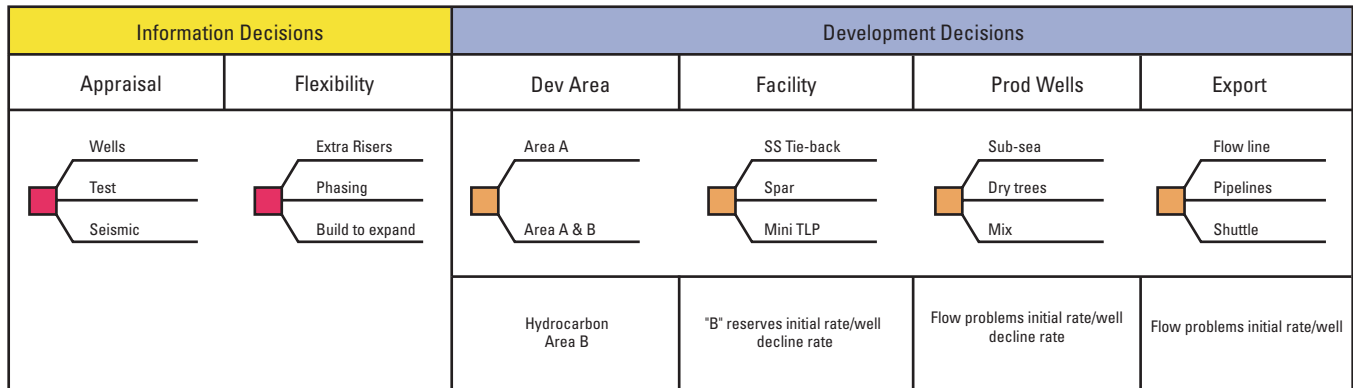 Information Decisions
Development Decisions
Appraisal
Flexibility
Dev Area
Facility
Prod Wells
Export
Wells
Test
Seismic
Extra Risers
Phasing
Build to expand
Area A
Area A & B
SS Tie-back
Spar
Mini TLP
Sub-sea
Dry trees
Mix
Flow line
Pipelines
Shuttle
Hydrocarbon
Area B
"B" reserves initial rate/well
decline rate
Flow problems initial rate/well
decline rate
Flow problems initial rate/well